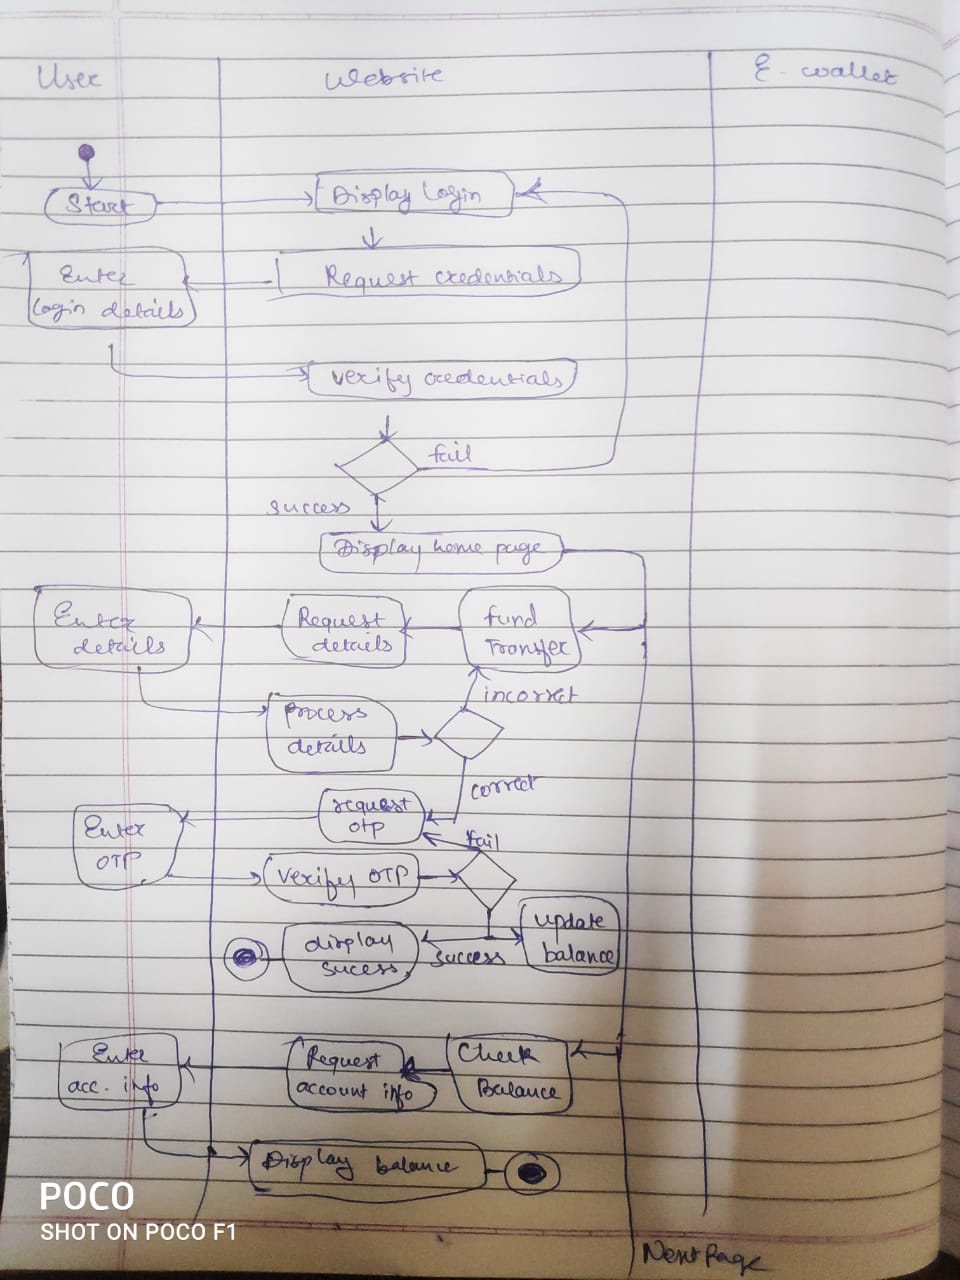 User
Website
E-wallet
Start
Display Login
Enter
login details
Request credentials
verify credentials
fail
success
Display home page
Enter
details
Request
details
fund
Transfer
incorrect
process
details
correct
request
otp
Enter
OTP
fail
verify OTP
update
balance
display
sucess
success
Enter
acc. info
Request
account info
Check
Balance
Display balance
POCO
SHOT ON POCO F1
Next Page